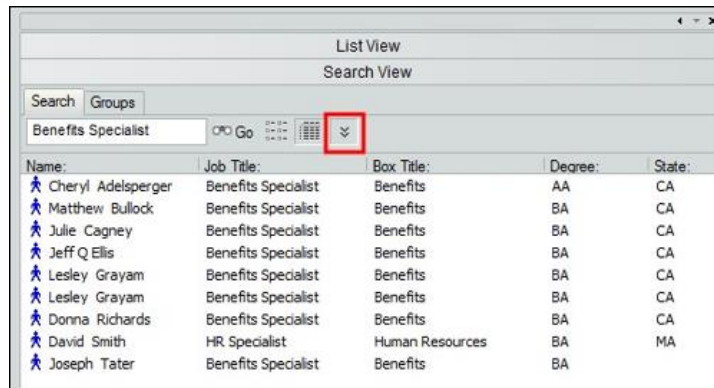 List View
Search View
Search Groups
Benefits Specialist Go
Name: Job Title: Box Title: Degree: State:
Cheryl Adelsperger Benefits Specialist Benefits AA CA
Matthew Bullock Benefits Specialist Benefits BA CA
Julie Cagney Benefits Specialist Benefits BA CA
Jeff Q Ellis Benefits Specialist Benefits BA CA
Lesley Grayam Benefits Specialist Benefits BA CA
Lesley Grayam Benefits Specialist Benefits BA CA
Donna Richards Benefits Specialist Benefits BA CA
David Smith HR Specialist Human Resources BA MA
Joseph Tater Benefits Specialist Benefits BA